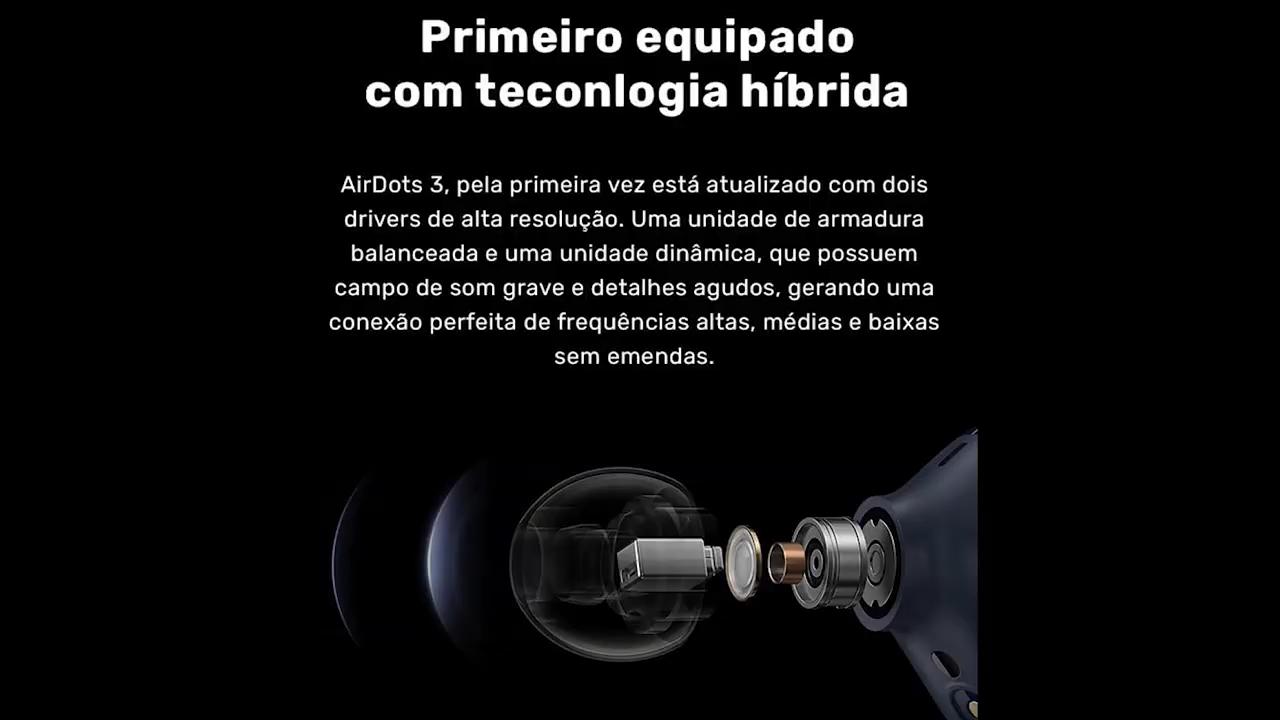 Primeiro equipado
com teconlogia híbrida
AirDots 3, pela primeira vez está atualizado com dois
drivers de alta resolução. Uma unidade de armadura
balanceada e uma unidade dinâmica, que possuem
campo de som grave e detalhes agudos, gerando uma
conexão perfeita de frequências altas, médias e baixas
sem emendas.